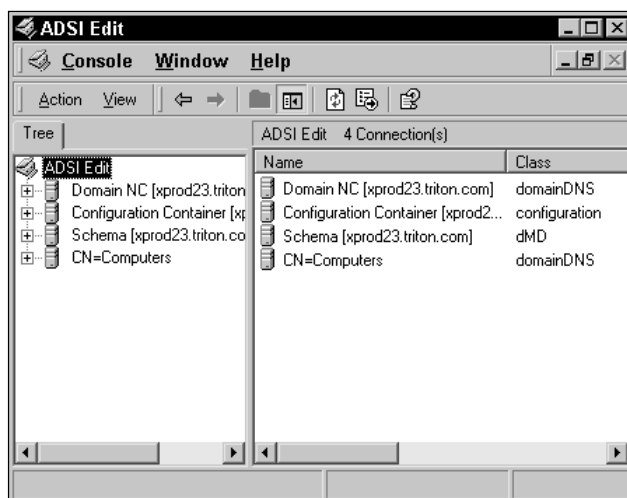 ADSI Edit
Console Window Help
Action View
Tree
ADSI Edit 4 Connection(s)
ADSI Edit
Domain NC [xprod23.triton
Configuration Container [xp
Schema [xprod23.triton.co
CN=Computers
Name Class
Domain NC [xprod23.triton.com] domainDNS
Configuration Container [xprod2... configuration
Schema [xprod23.triton.com] dMD
CN=Computers domainDNS